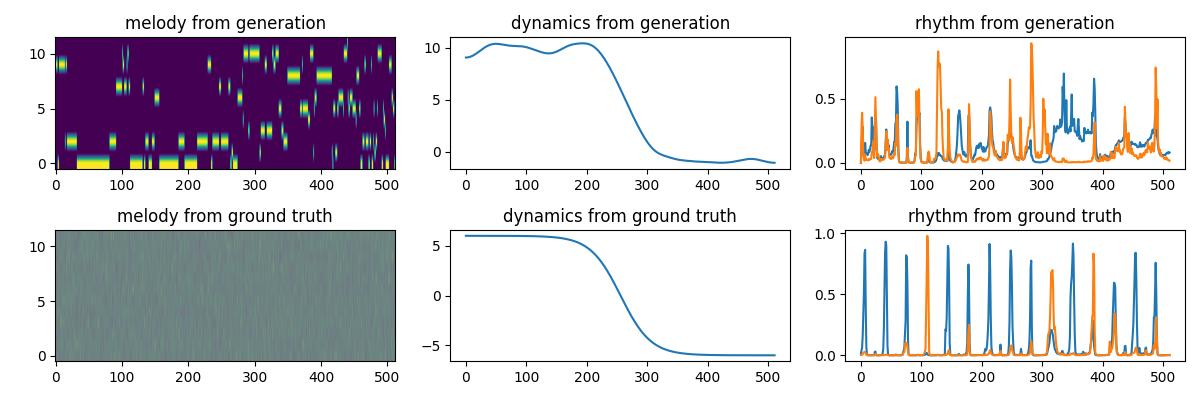 melody from generation
10
5
0
0 100 200 300 400 500
dynamics from generation
10
5
0
0 100 200 300 400 500
rhythm from generation
0.5
0.0
0 100 200 300 400 500
melody from ground truth
10
5
0
0 100 200 300 400 500
dynamics from ground truth
5
0
−5
0 100 200 300 400 500
rhythm from ground truth
1.0
0.5
0.0
0 100 200 300 400 500